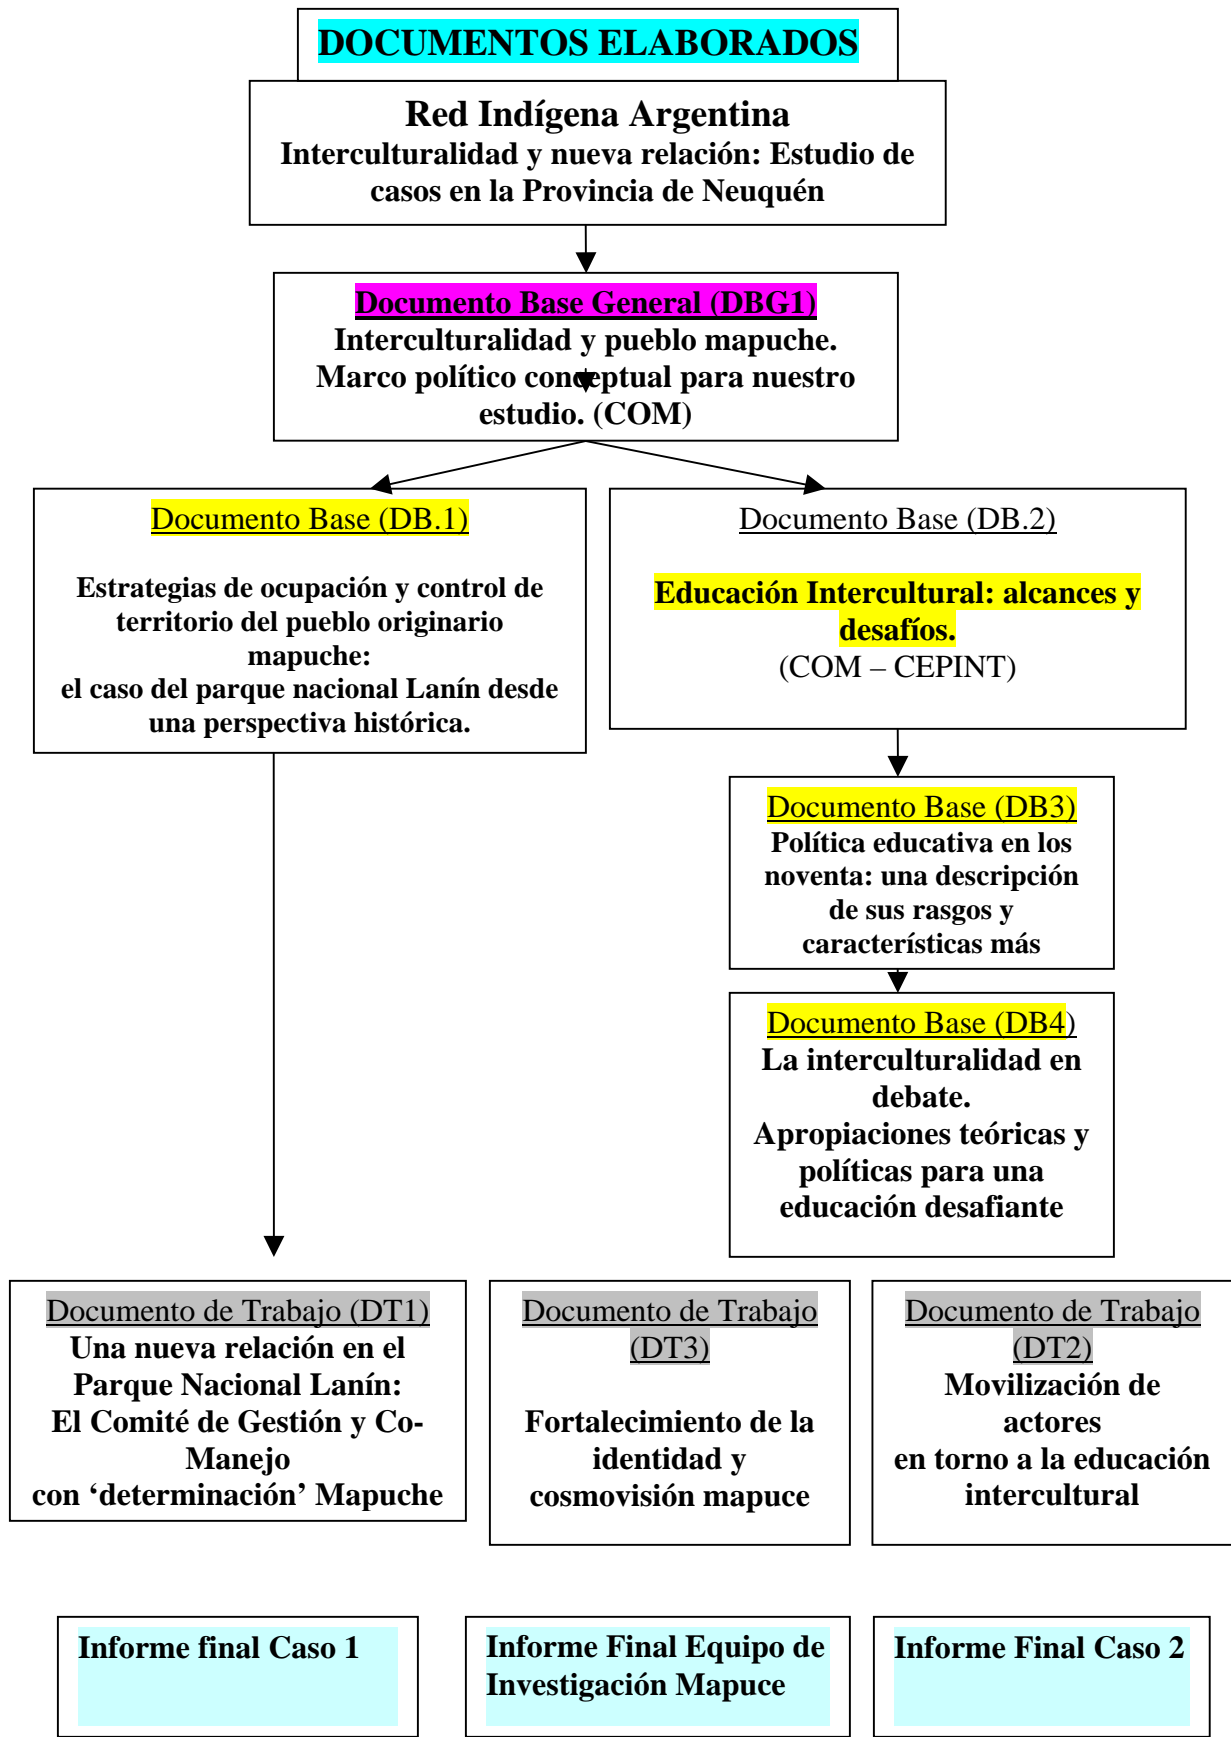 DOCUMENTOS ELABORADOS
Red Indígena Argentina
Interculturalidad y nueva relación: Estudio de
casos en la Provincia de Neuquén
Documento Base General (DBG1)
Interculturalidad y pueblo mapuche.
Marco político conceptual para nuestro
estudio. (COM)
Documento Base (DB.1)
Estrategias de ocupación y control de
territorio del pueblo originario
mapuche:
el caso del parque nacional Lanín desde
una perspectiva histórica.
Documento Base (DB.2)
Educación Intercultural: alcances y
desafíos.
(COM – CEPINT)
Documento Base (DB3)
Política educativa en los
noventa: una descripción
de sus rasgos y
características más
Documento Base (DB4)
La interculturalidad en
debate.
Apropiaciones teóricas y
políticas para una
educación desafiante
Documento de Trabajo (DT1)
Una nueva relación en el
Parque Nacional Lanín:
El Comité de Gestión y Co-
Manejo
con ‘determinación’ Mapuche
Documento de Trabajo
(DT3)
Fortalecimiento de la
identidad y
cosmovisión mapuce
Documento de Trabajo
(DT2)
Movilización de
actores
en torno a la educación
intercultural
Informe final Caso 1
Informe Final Equipo de
Investigación Mapuce
Informe Final Caso 2